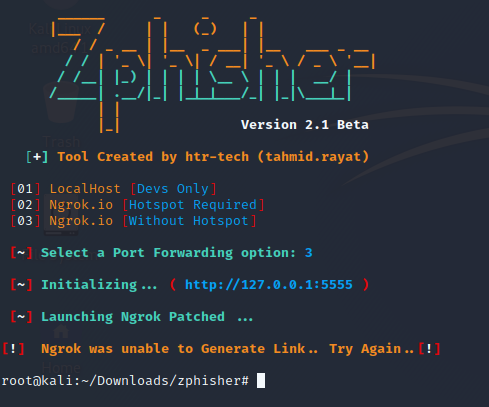 Zphisher
Version 2.1 Beta
[+] Tool Created by htr-tech (tahmid.rayat)
[01] LocalHost [Devs Only]
[02] Ngrok.io [Hotspot Required]
[03] Ngrok.io [Without Hotspot]
[~] Select a Port Forwarding option: 3
[~] Initializing... ( http://127.0.0.1:5555 )
[~] Launching Ngrok Patched ...
[!] Ngrok was unable to Generate Link.. Try Again..[!]
root@kali:~/Downloads/zphisher#